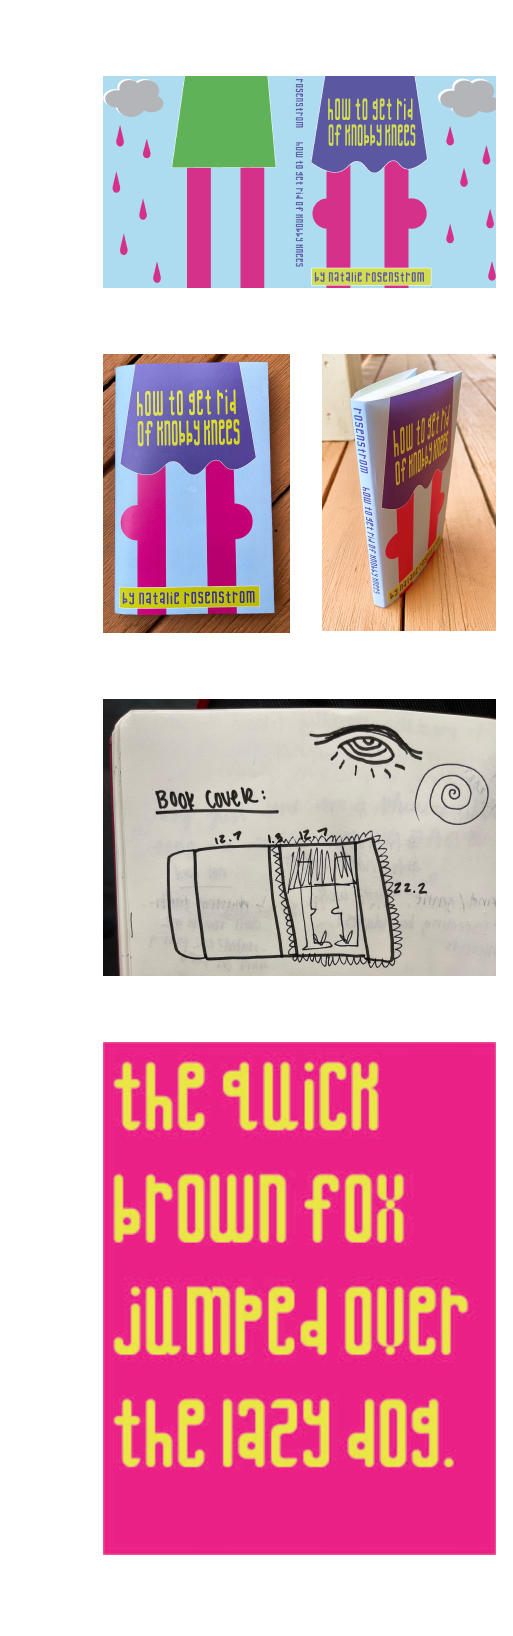 rosenstrom how to get rid of knobby knees
how to get rid
of knobby knees
by natalie rosenstrom
how to get rid
of knobby knees
by natalie rosenstrom
rosenstrom how to get rid of knobby knees
how to get rid
of knobby knees
by natalie rosenstrom
Book Cover:
12.7 1.3 12.7
22.2
the quick
brown fox
jumped over
the lazy dog.